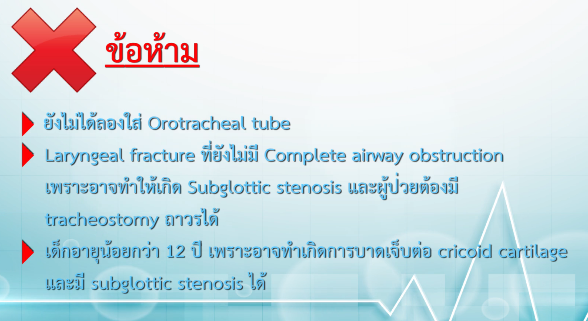 ข้อห้าม
ยังไม่ได้ลองใส่ Orotracheal tube
Laryngeal fracture ที่ยังไม่มี Complete airway obstruction
เพราะอาจทำให้เกิด Subglottic stenosis และผู้ป่วยต้องมี
tracheostomy ถาวรได้
เด็กอายุน้อยกว่า 12 ปี เพราะอาจทำเกิดการบาดเจ็บต่อ cricoid cartilage
และมี subglottic stenosis ได้